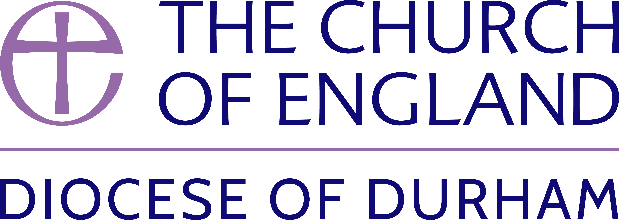 THE CHURCH
OF ENGLAND
DIOCESE OF DURHAM